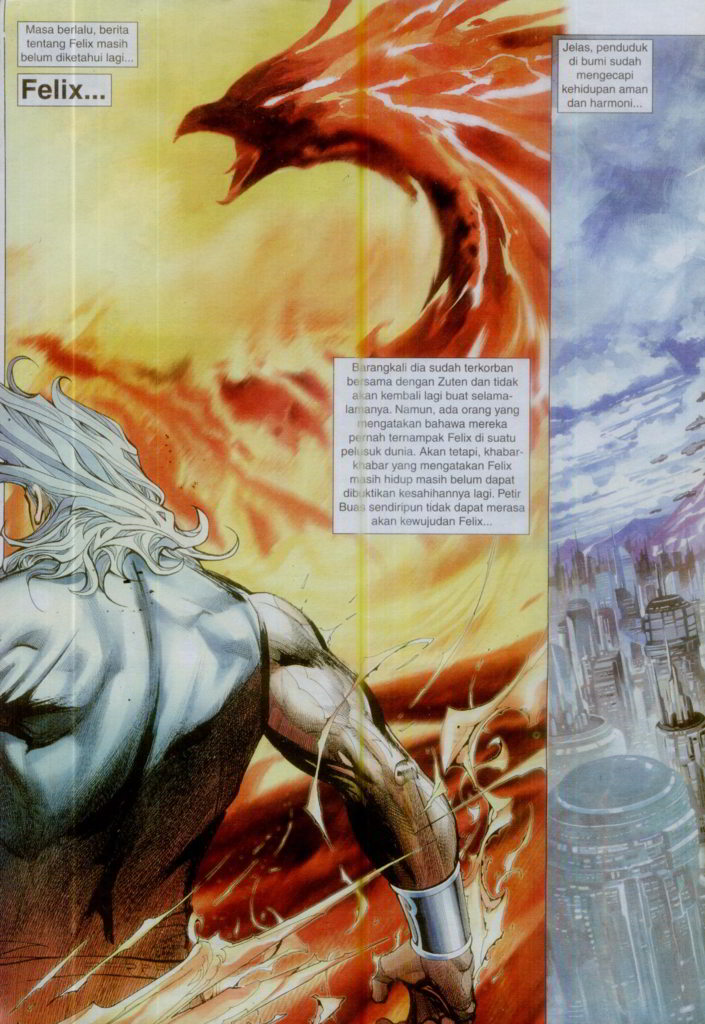 Masa berlalu, berita
tentang Felix masih
belum diketahui lagi...
Felix...
Barangkali dia sudah terkorban
bersama dengan Zuten dan tidak
akan kembali lagi buat selama-
lamanya. Namun, ada orang yang
mengatakan bahawa mereka
pernah ternampak Felix di suatu
pelusuk dunia. Akan tetapi, khabar-
khabar yang mengatakan Felix
masih hidup masih belum dapat
dibuktikan kesahihannya lagi. Petir
Buas sendiripun tidak dapat merasa
akan kewujudan Felix...
Jelas, penduduk
di bumi sudah
mengecapi
kehidupan aman
dan harmoni...